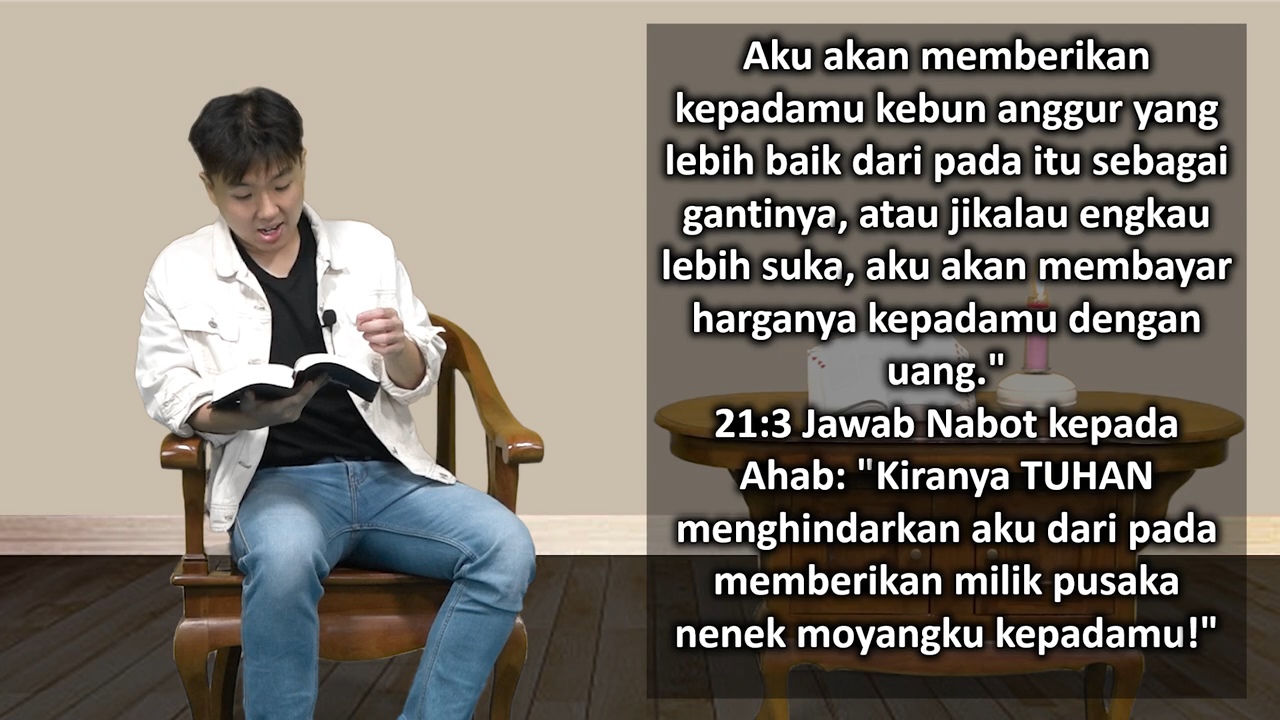 Aku akan memberikan
kepadamu kebun anggur yang
lebih baik dari pada itu sebagai
gantinya, atau jikalau engkau
lebih suka, aku akan membayar
harganya kepadamu dengan
uang."
21:3 Jawab Nabot kepada
Ahab: "Kiranya TUHAN
menghindarkan aku dari pada
memberikan milik pusaka
nenek moyangku kepadamu!"